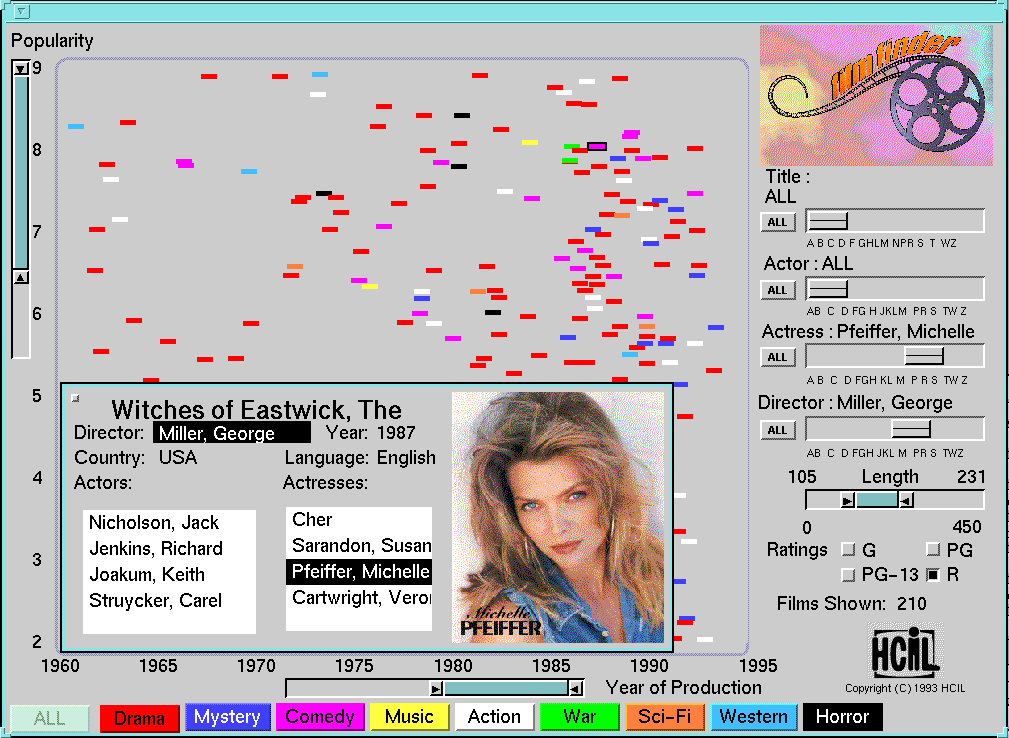 Popularity
9
8
7
6
5
4
3
2
1960 1965 1970 1975 1980 1985 1990 1995
Year of Production
ALL Drama Mystery Comedy Music Action War Sci-Fi Western Horror
Witches of Eastwick, The
Director: Miller, George Year: 1987
Country: USA Language: English
Actors: Actresses:
Nicholson, Jack
Jenkins, Richard
Joakum, Keith
Struycker, Carel
Cher
Sarandon, Susan
Pfeiffer, Michelle
Cartwright, Vero
Michelle
PFEIFFER
film finder
Title :
ALL
ALL
A B C D F GHLM NPR S T WZ
Actor : ALL
ALL
A B C D FG H JKLM PR S TW Z
Actress : Pfeiffer, Michelle
ALL
A B C D FGH KL M P R S TW Z
Director : Miller, George
ALL
A B C D FG H JKL M P R S TWZ
105 Length 231
0 450
Ratings G PG
PG-13 R
Films Shown: 210
HCIL
Copyright (C) 1993 HCIL